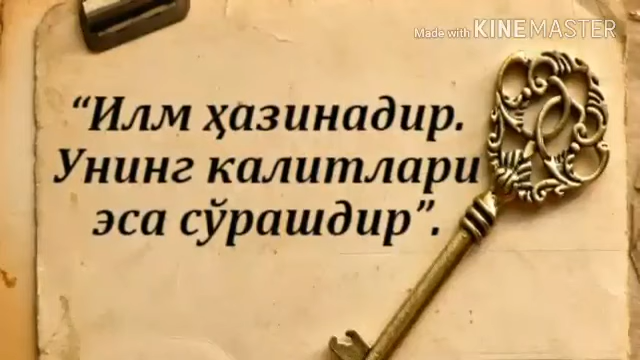 Made with KINEMASTER
“Илм ҳазинадир.
Унинг калитлари
эса сўрашдир”.